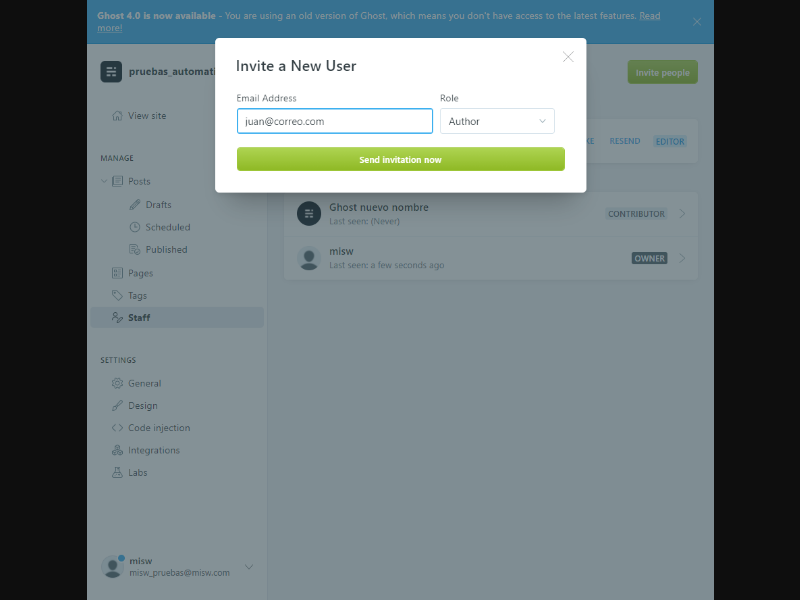 Ghost 4.0 is now available - You are using an old version of Ghost, which means you don't have access to the latest features. Read
more!
pruebas_automati
Invite people
View site
Invite a New User
Email Address
Role
juan@correo.com
Author
Send invitation now
RESEND
EDITOR
MANAGE
Posts
Drafts
Scheduled
Published
Pages
Tags
Staff
Ghost nuevo nombre
Last seen: (Never)
CONTRIBUTOR
misw
Last seen: a few seconds ago
OWNER
SETTINGS
General
Design
Code injection
Integrations
Labs
misw
misw_pruebas@misw.com